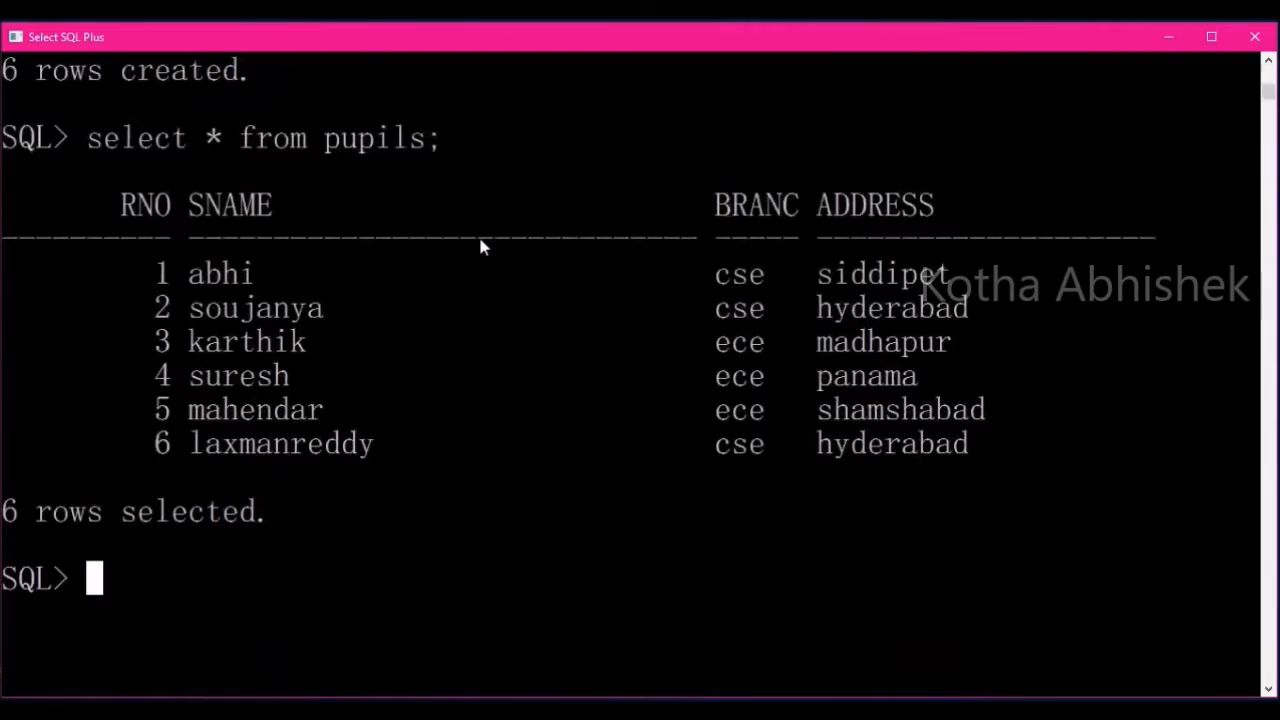 Select SQL Plus
6 rows created.
SQL> select * from pupils;
RNO SNAME BRANC ADDRESS
1 abhi cse siddipet
2 soujanya cse hyderabad
3 karthik ece madhapur
4 suresh ece panama
5 mahendar ece shamshabad
6 laxmanreddy cse hyderabad
Kotha Abhishek
6 rows selected.
SQL>